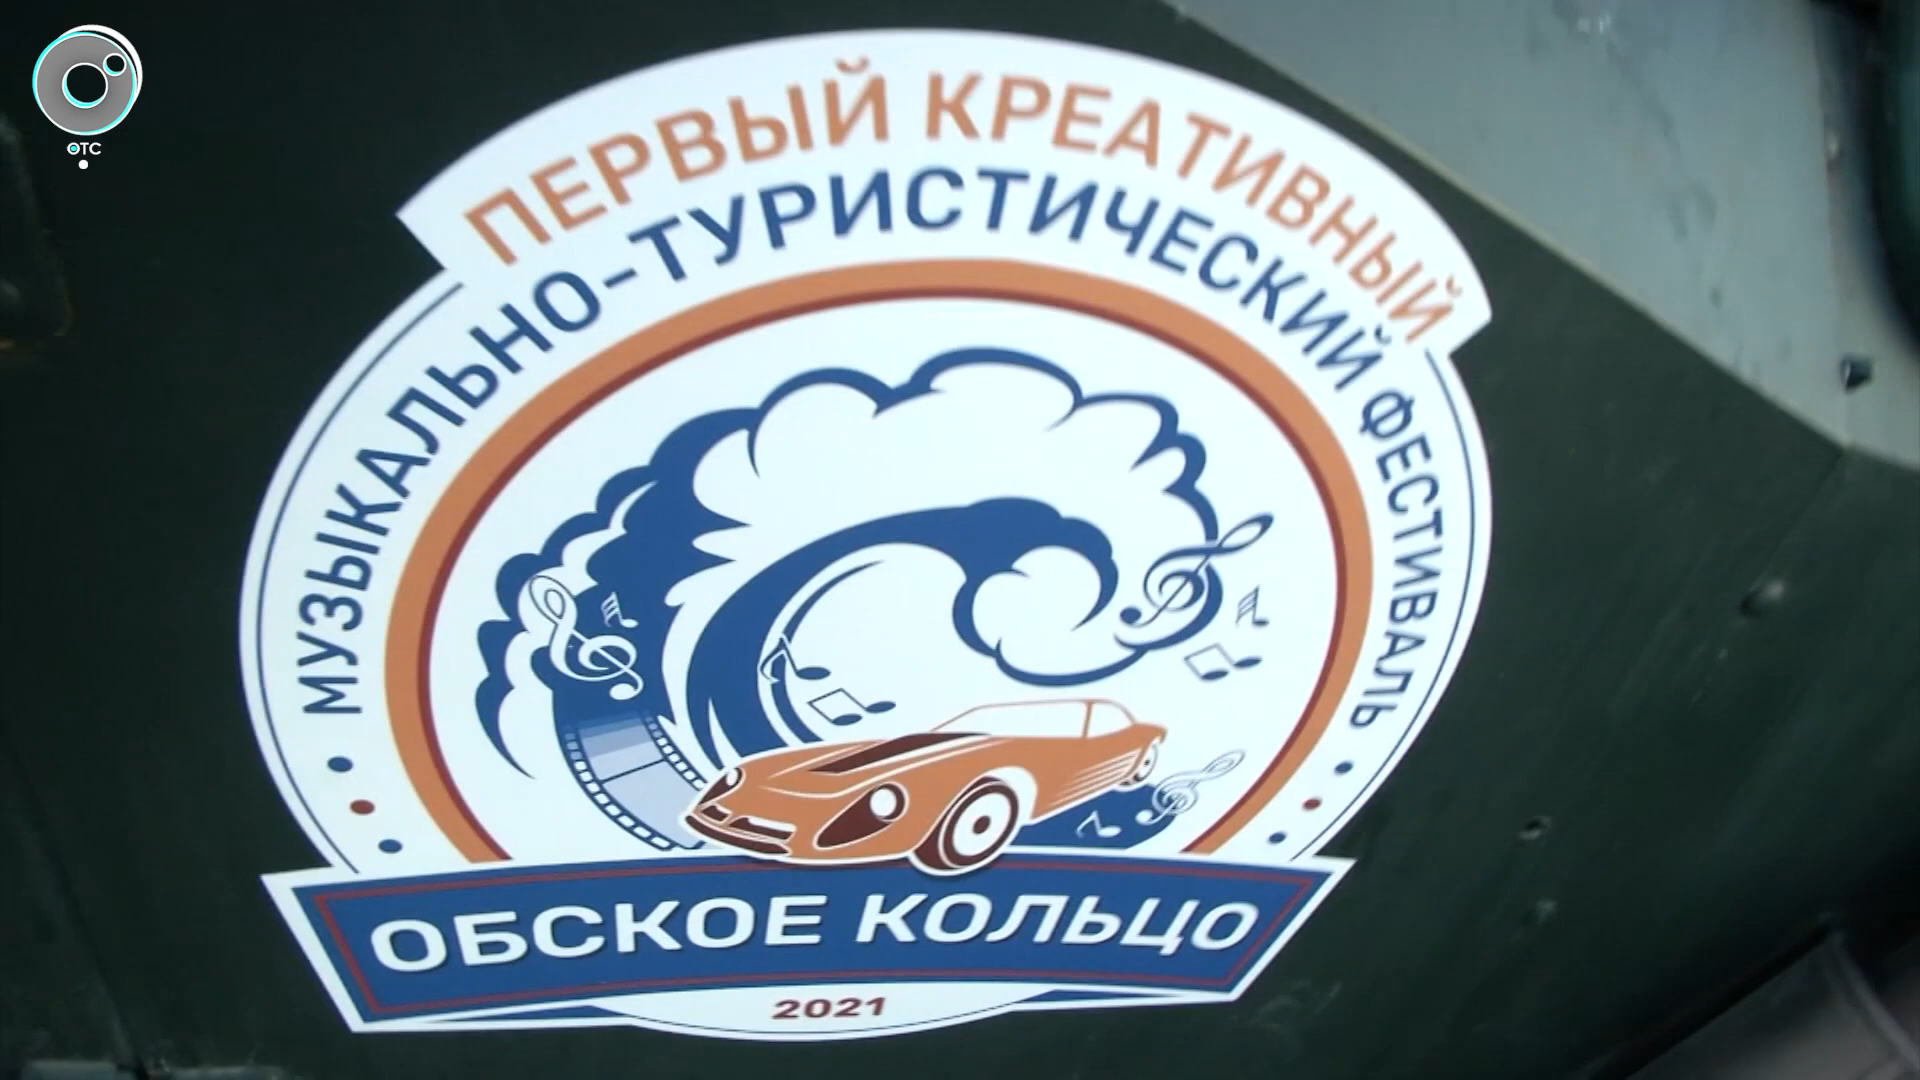 ОТС
ПЕРВЫЙ КРЕАТИВНЫЙ
МУЗЫКАЛЬНО-ТУРИСТИЧЕСКИЙ ФЕСТИВАЛЬ
ОБСКОЕ КОЛЬЦО
2021